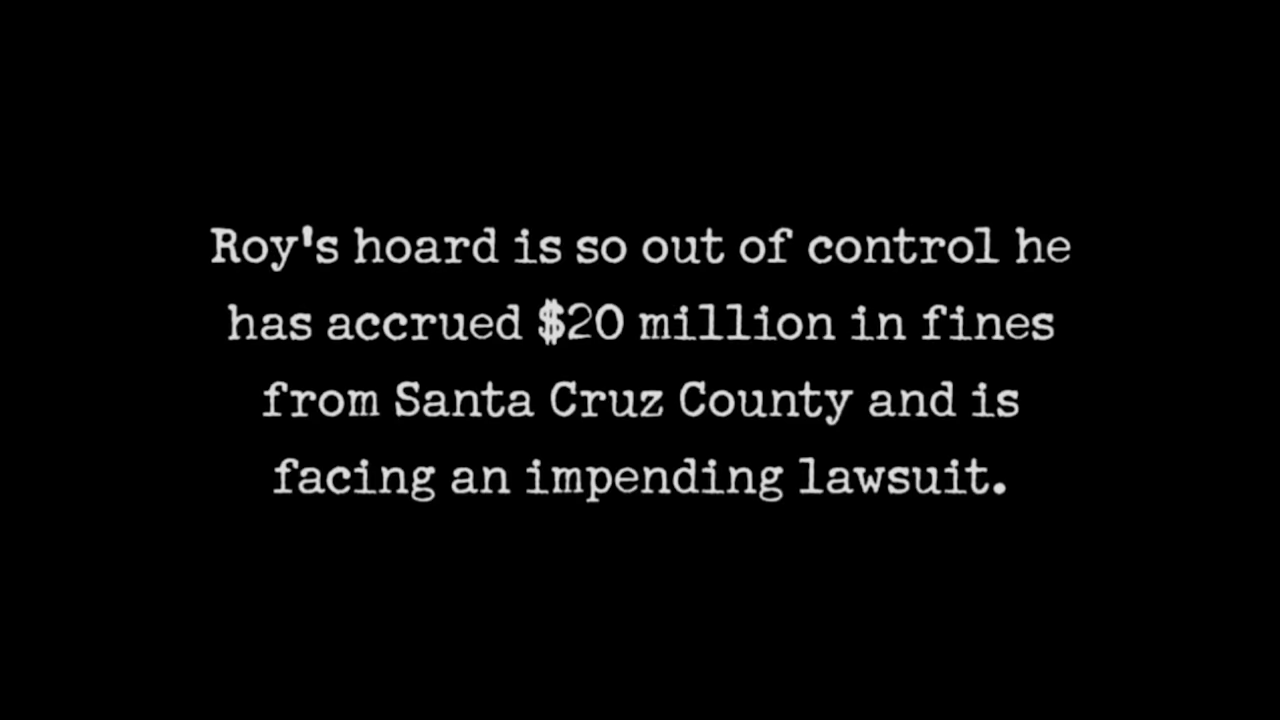 Roy's hoard is so out of control he
has accrued $20 million in fines
from Santa Cruz County and is
facing an impending lawsuit.